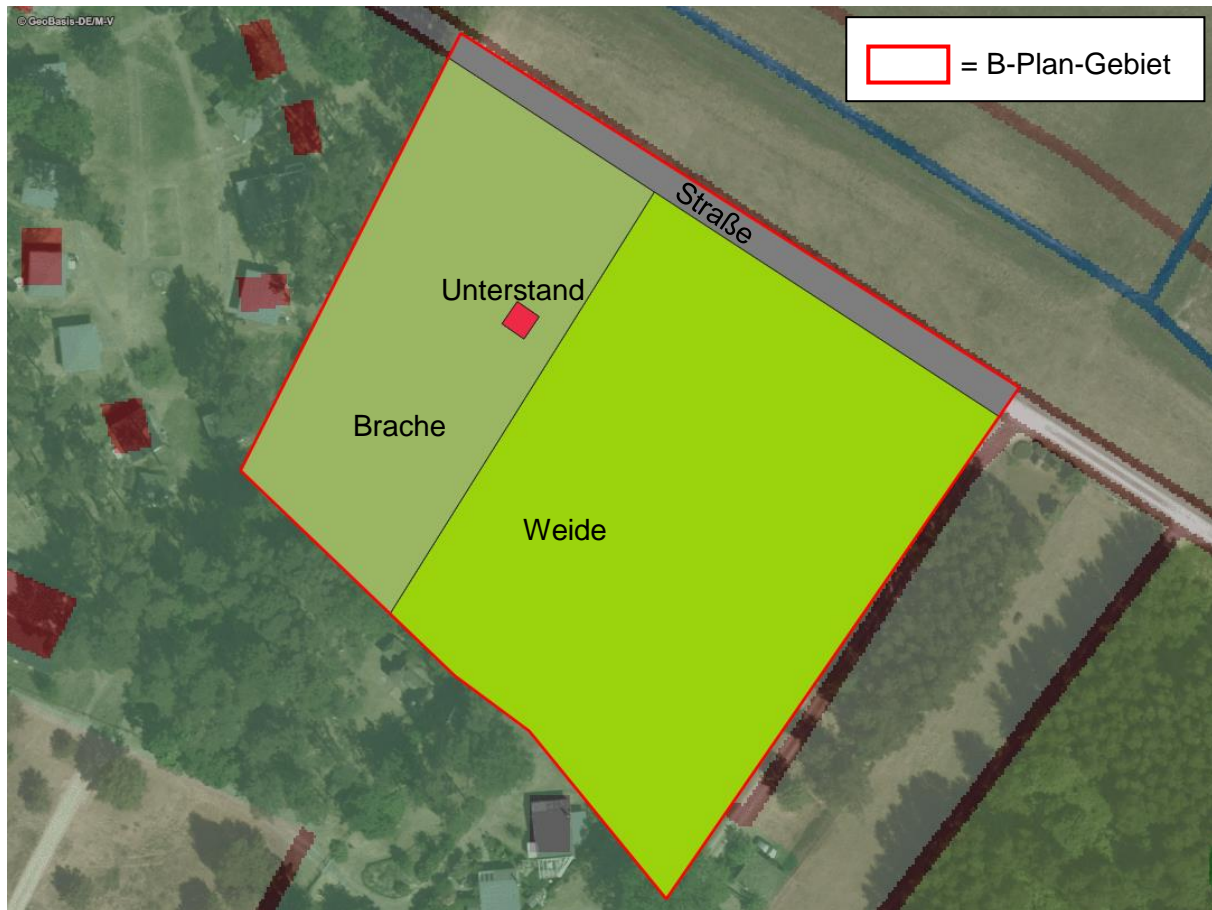 © GeoBasis-DE/M-V
= B-Plan-Gebiet
Straße
Unterstand
Brache
Weide